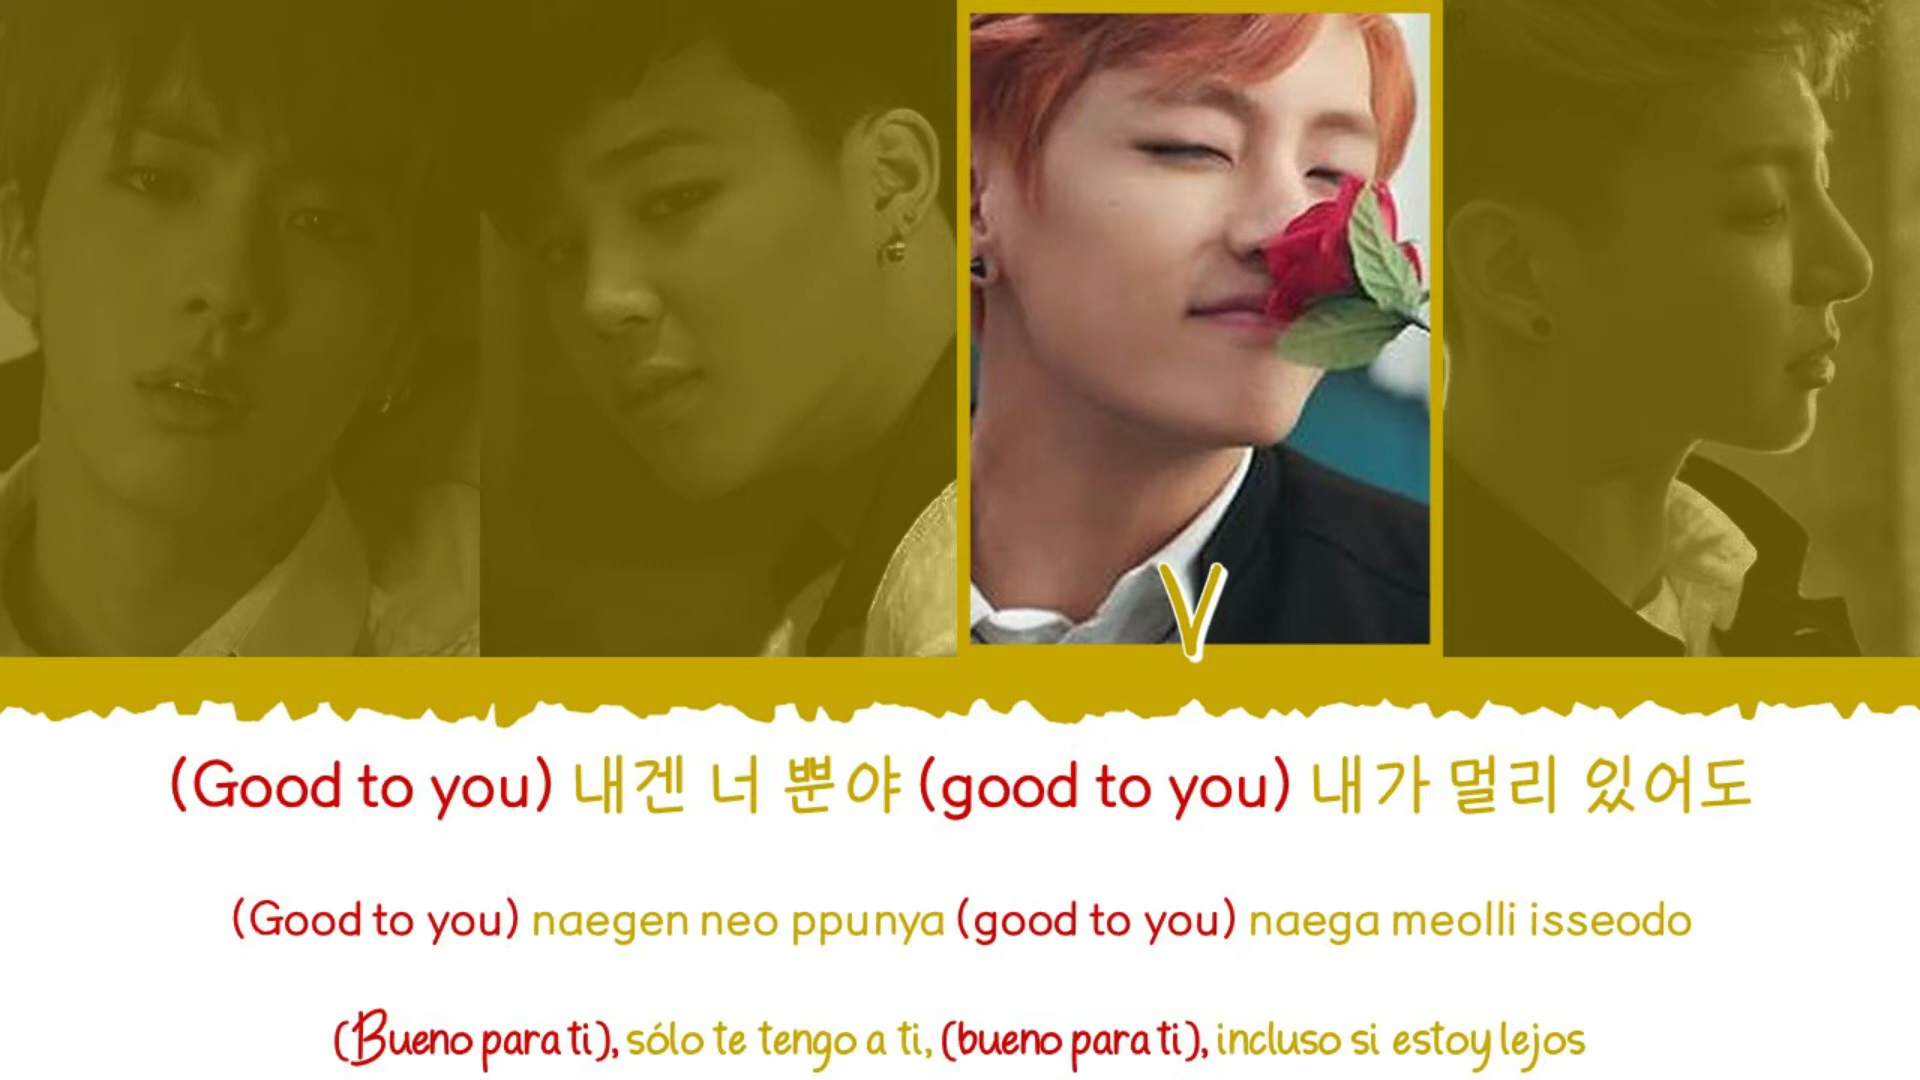 V
(Good to you) 내겐 너 뿐야 (good to you) 내가 멀리 있어도
(Good to you) naegen neo ppunya (good to you) naega meolli isseodo
(Bueno para ti), sólo te tengo a ti, (bueno para ti), incluso si estoy lejos